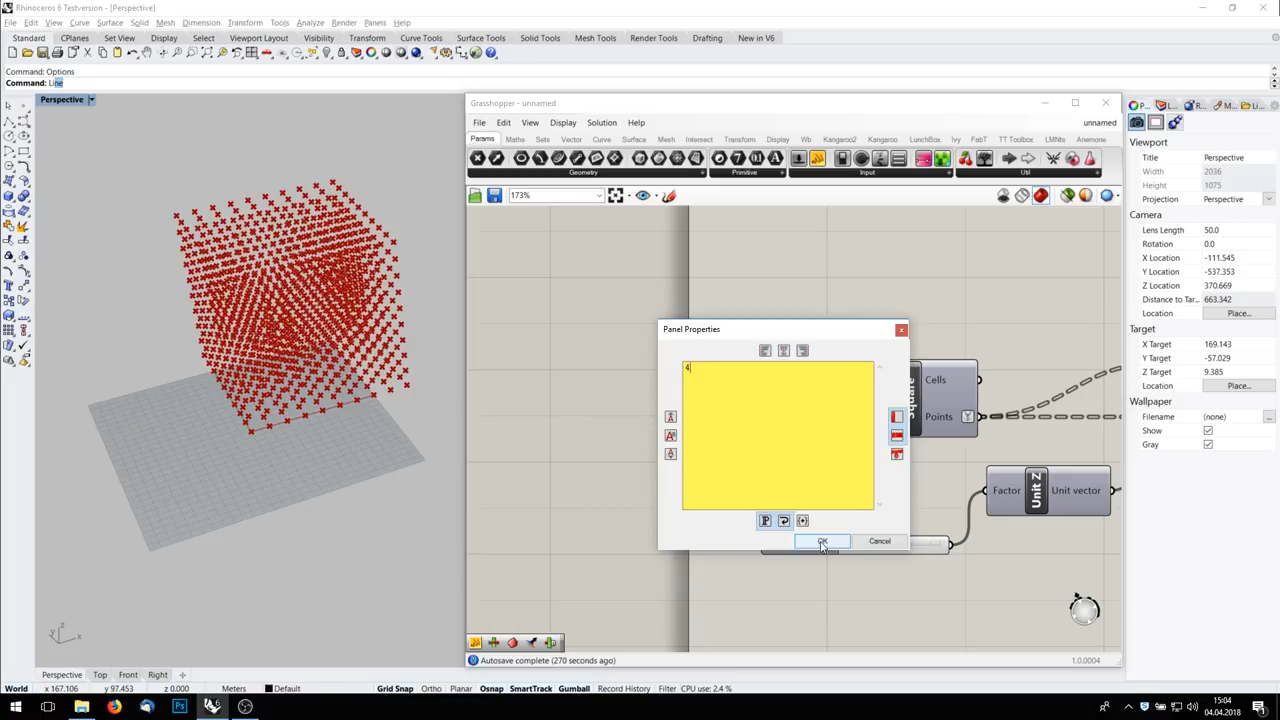 Rhinoceros 6 Testversion - [Perspective]
File Edit View Curve Surface Solid Mesh Dimension Transform Tools Analyze Render Panels Help
Standard CPlanes Set View Display Select Viewport Layout Visibility Transform Curve Tools Surface Tools Solid Tools Mesh Tools Render Tools Drafting New in V6
Command: Options
Command: Line
Perspective
Grasshopper - unnamed
File Edit View Display Solution Help unnamed
Params Maths Sets Vector Curve Surface Mesh Intersect Transform Display Wb Kangaroo2 Kangaroo LunchBox Ivy FabT TT Toolbox LMNts Anemone
Geometry Primitive Input Util
173%
Panel Properties
4
OK Cancel
Square
Cells
Points
Factor Unit Z Unit vector
Autosave complete (270 seconds ago) 1.0.0004
Viewport
Title Perspective
Width 2036
Height 1075
Projection Perspective
Camera
Lens Length 50.0
Rotation 0.0
X Location -111.545
Y Location -537.353
Z Location 370.669
Distance to Tar... 663.342
Location Place...
Target
X Target 169.143
Y Target -57.029
Z Target 9.385
Location Place...
Wallpaper
Filename (none) ...
Show
Gray
z
y x
Perspective Top Front Right
World x 167.106 y 97.453 z 0.000 Meters Default Grid Snap Ortho Planar Osnap SmartTrack Gumball Record History Filter CPU use: 2.4 %
15:04
04.04.2018